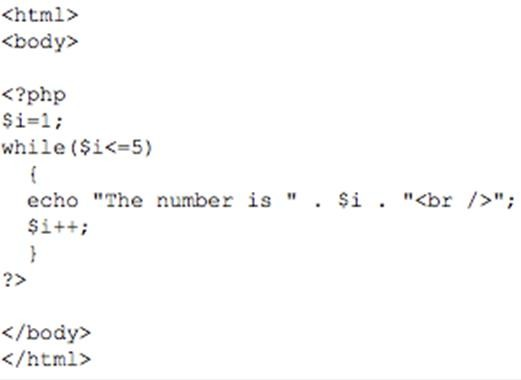 <html>
<body>
<?php
$i=1;
while($i<=5)
{
echo "The number is " . $i . "<br />";
$i++;
}
?>
</body>
</html>